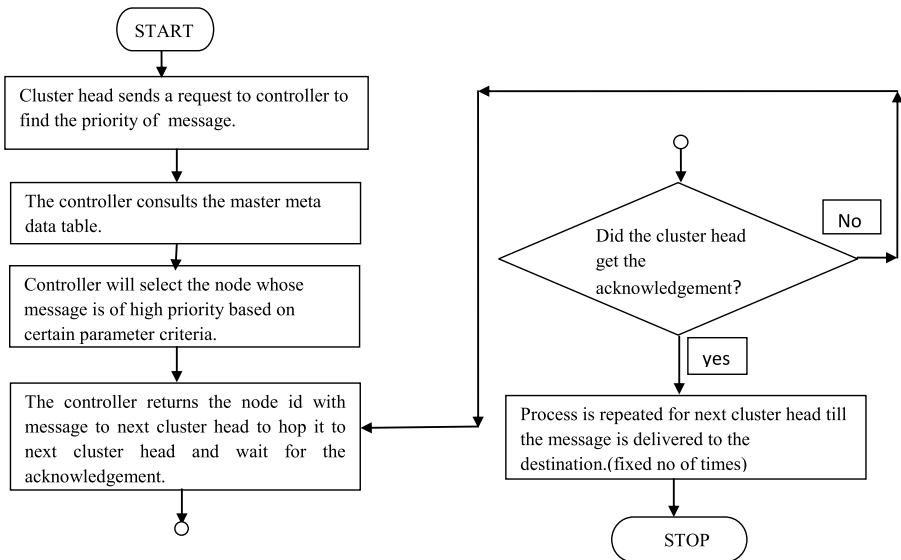 START
Cluster head sends a request to controller to
find the priority of message.
The controller consults the master meta
data table.
Controller will select the node whose
message is of high priority based on
certain parameter criteria.
The controller returns the node id with
message to next cluster head to hop it to
next cluster head and wait for the
acknowledgement.
Did the cluster head
get the
acknowledgement?
No
yes
Process is repeated for next cluster head till
the message is delivered to the
destination.(fixed no of times)
STOP